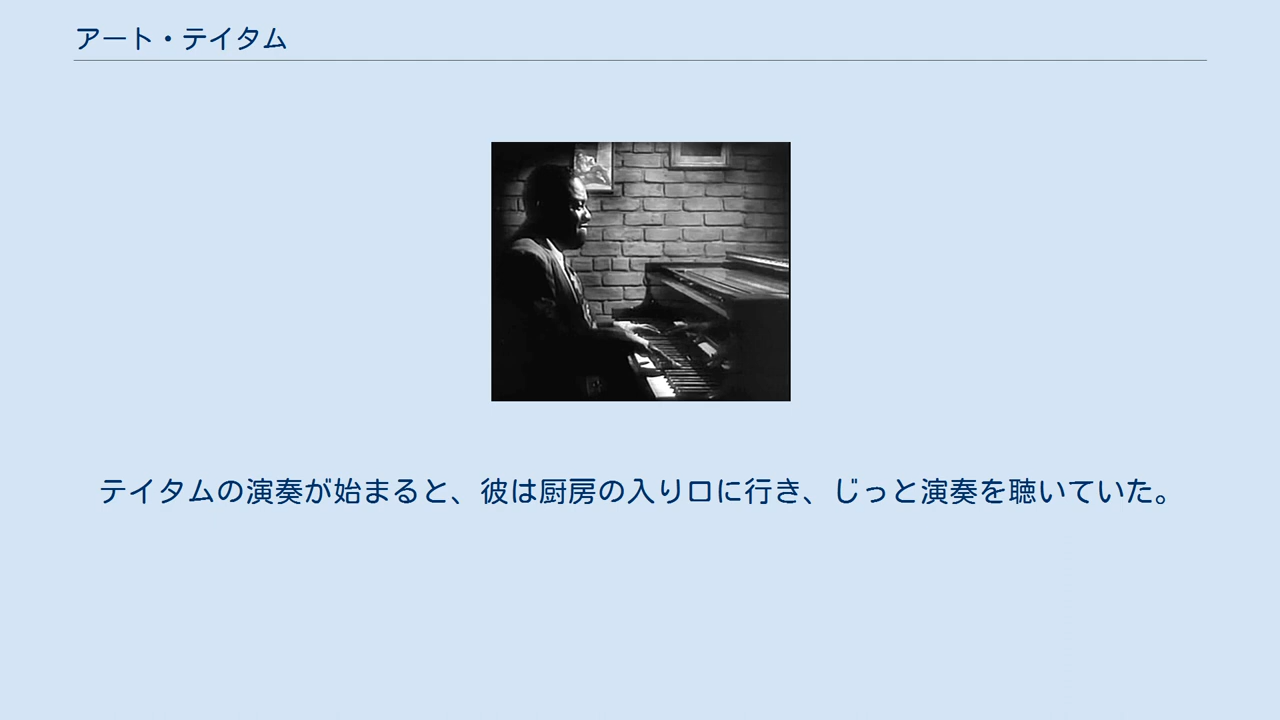 アート・テイタム
テイタムの演奏が始まると、彼は厨房の入り口に行き、じっと演奏を聴いていた。